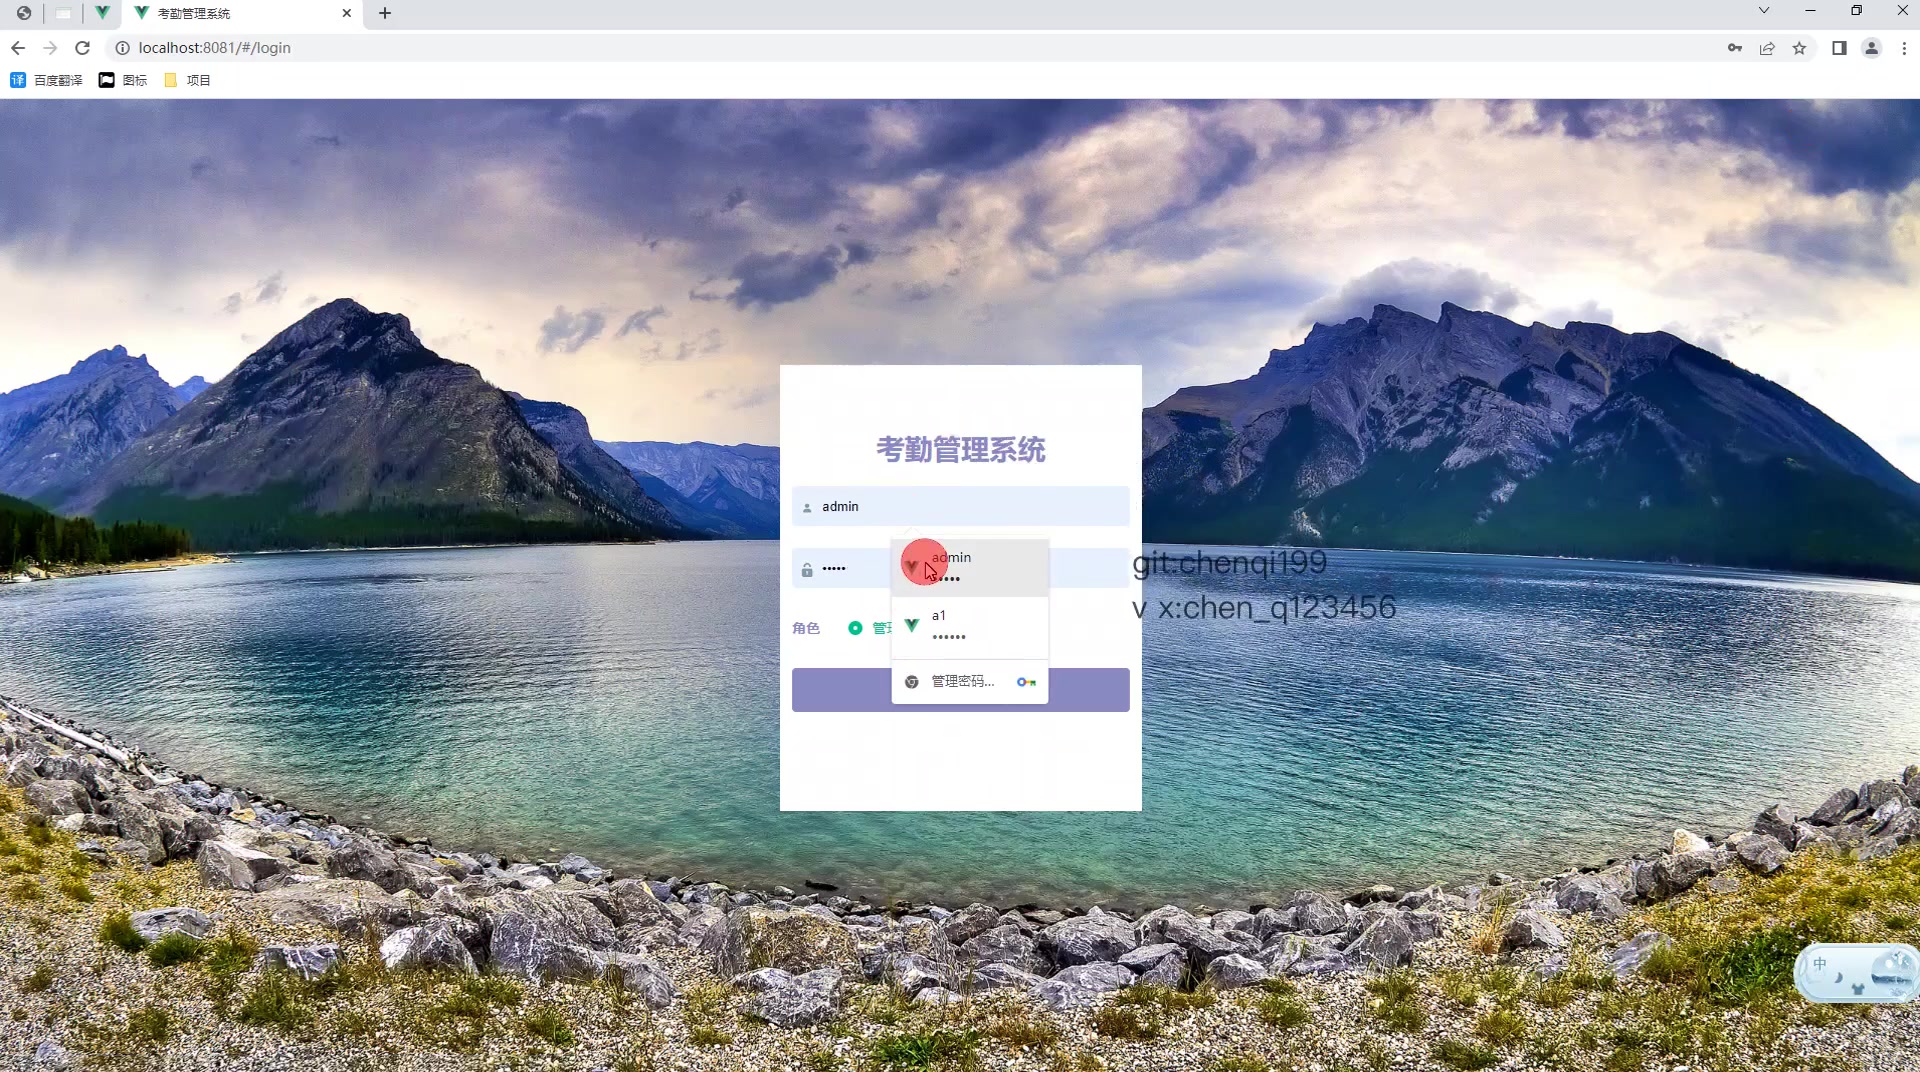 考勤管理系统
localhost:8081/#/login
百度翻译
图标
项目
考勤管理系统
admin
admin
a1
角色
管理密码...
git:chenqi199
v x:chen_q123456
中